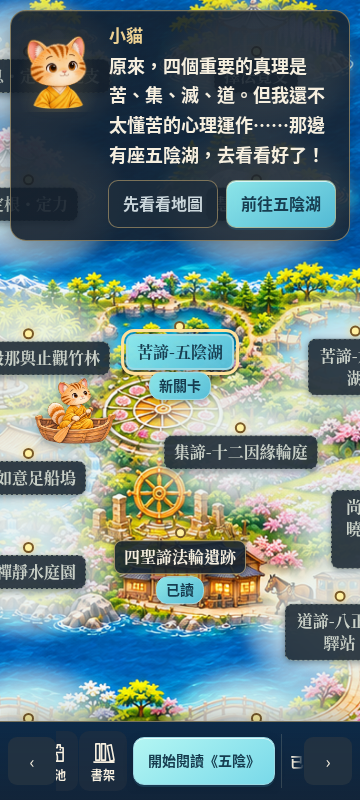 小貓
原來，四個重要的真理是
苦、集、滅、道。但我還不
太懂苦的心理運作⋯⋯那邊
有座五陰湖，去看看好了！
定根・定力
先看看地圖
前往五陰湖
那與止觀竹林
苦諦-五陰湖
新關卡
苦諦-
湖
集諦-十二因緣輪庭
如意足船塢
四聖諦法輪遺跡
已讀
禪靜水庭園
道諦-八正
驛站
‹
池
書架
開始閱讀《五陰》
›